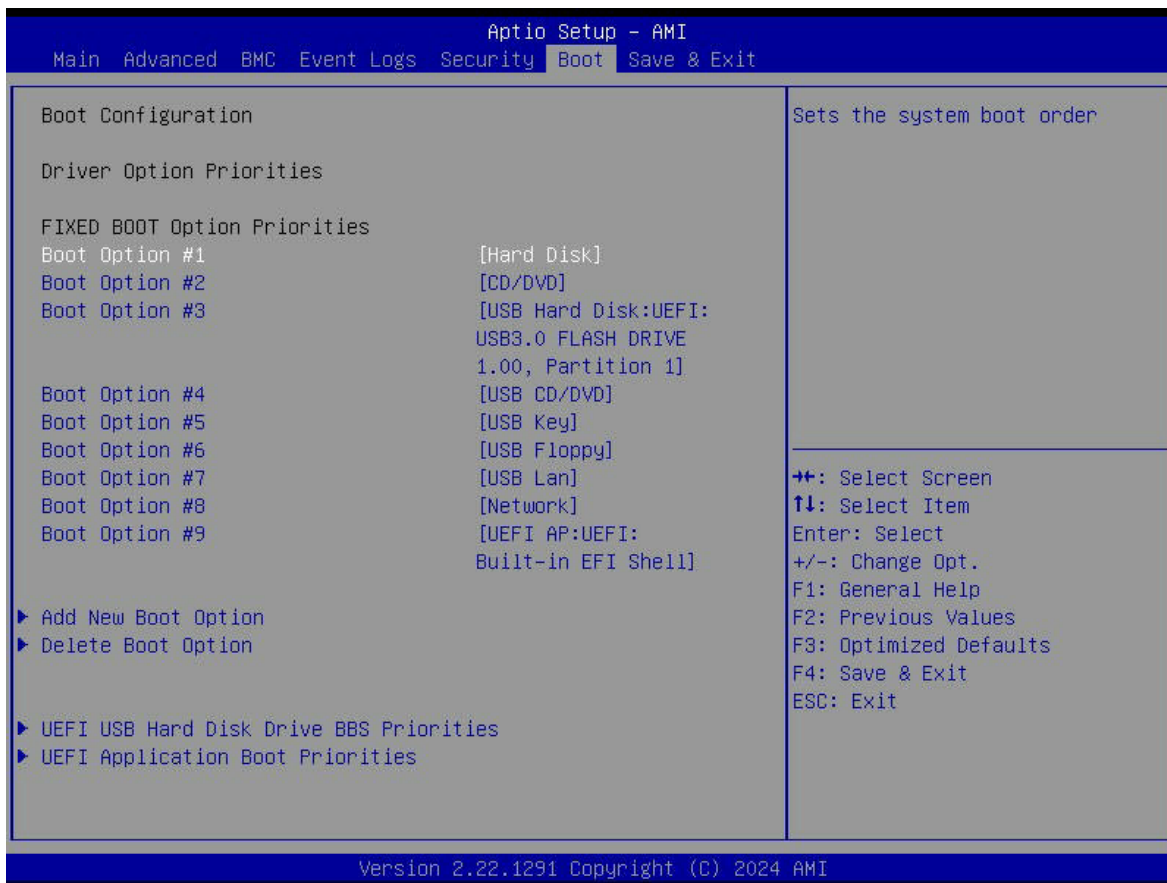 Aptio Setup – AMI
Main Advanced BMC Event Logs Security Boot Save & Exit
Boot Configuration
Driver Option Priorities
FIXED BOOT Option Priorities
Boot Option #1 [Hard Disk]
Boot Option #2 [CD/DVD]
Boot Option #3 [USB Hard Disk:UEFI:
USB3.0 FLASH DRIVE
1.00, Partition 1]
Boot Option #4 [USB CD/DVD]
Boot Option #5 [USB Key]
Boot Option #6 [USB Floppy]
Boot Option #7 [USB Lan]
Boot Option #8 [Network]
Boot Option #9 [UEFI AP:UEFI:
Built-in EFI Shell]
▶ Add New Boot Option
▶ Delete Boot Option
▶ UEFI USB Hard Disk Drive BBS Priorities
▶ UEFI Application Boot Priorities
Sets the system boot order
→←: Select Screen
↑↓: Select Item
Enter: Select
+/-: Change Opt.
F1: General Help
F2: Previous Values
F3: Optimized Defaults
F4: Save & Exit
ESC: Exit
Version 2.22.1291 Copyright (C) 2024 AMI